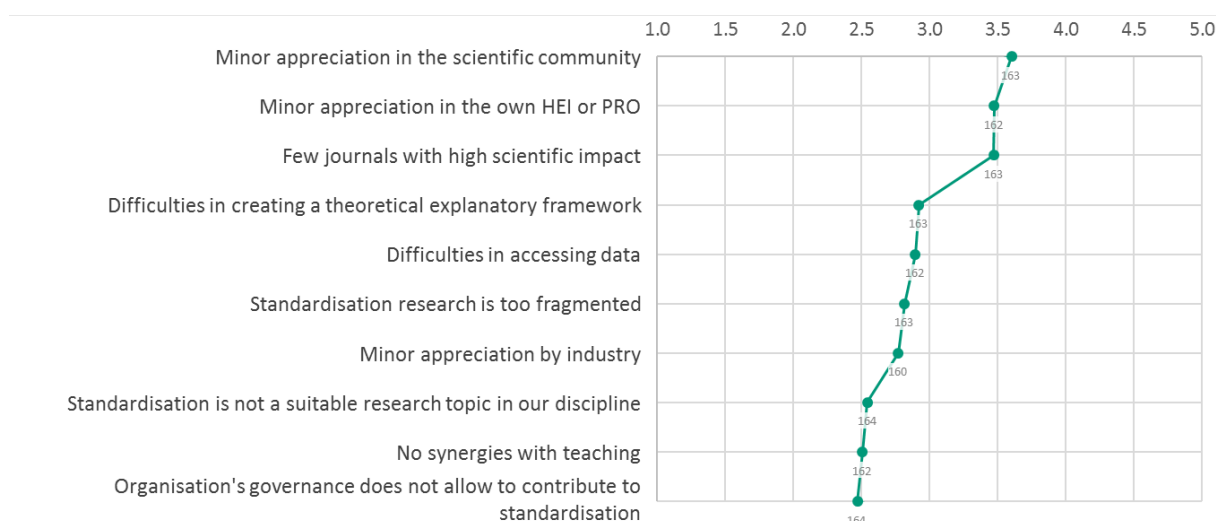 1.0 1.5 2.0 2.5 3.0 3.5 4.0 4.5 5.0
Minor appreciation in the scientific community
163
Minor appreciation in the own HEI or PRO
162
Few journals with high scientific impact
163
Difficulties in creating a theoretical explanatory framework
163
Difficulties in accessing data
162
Standardisation research is too fragmented
163
Minor appreciation by industry
160
Standardisation is not a suitable research topic in our discipline
164
No synergies with teaching
162
Organisation's governance does not allow to contribute to
standardisation
164